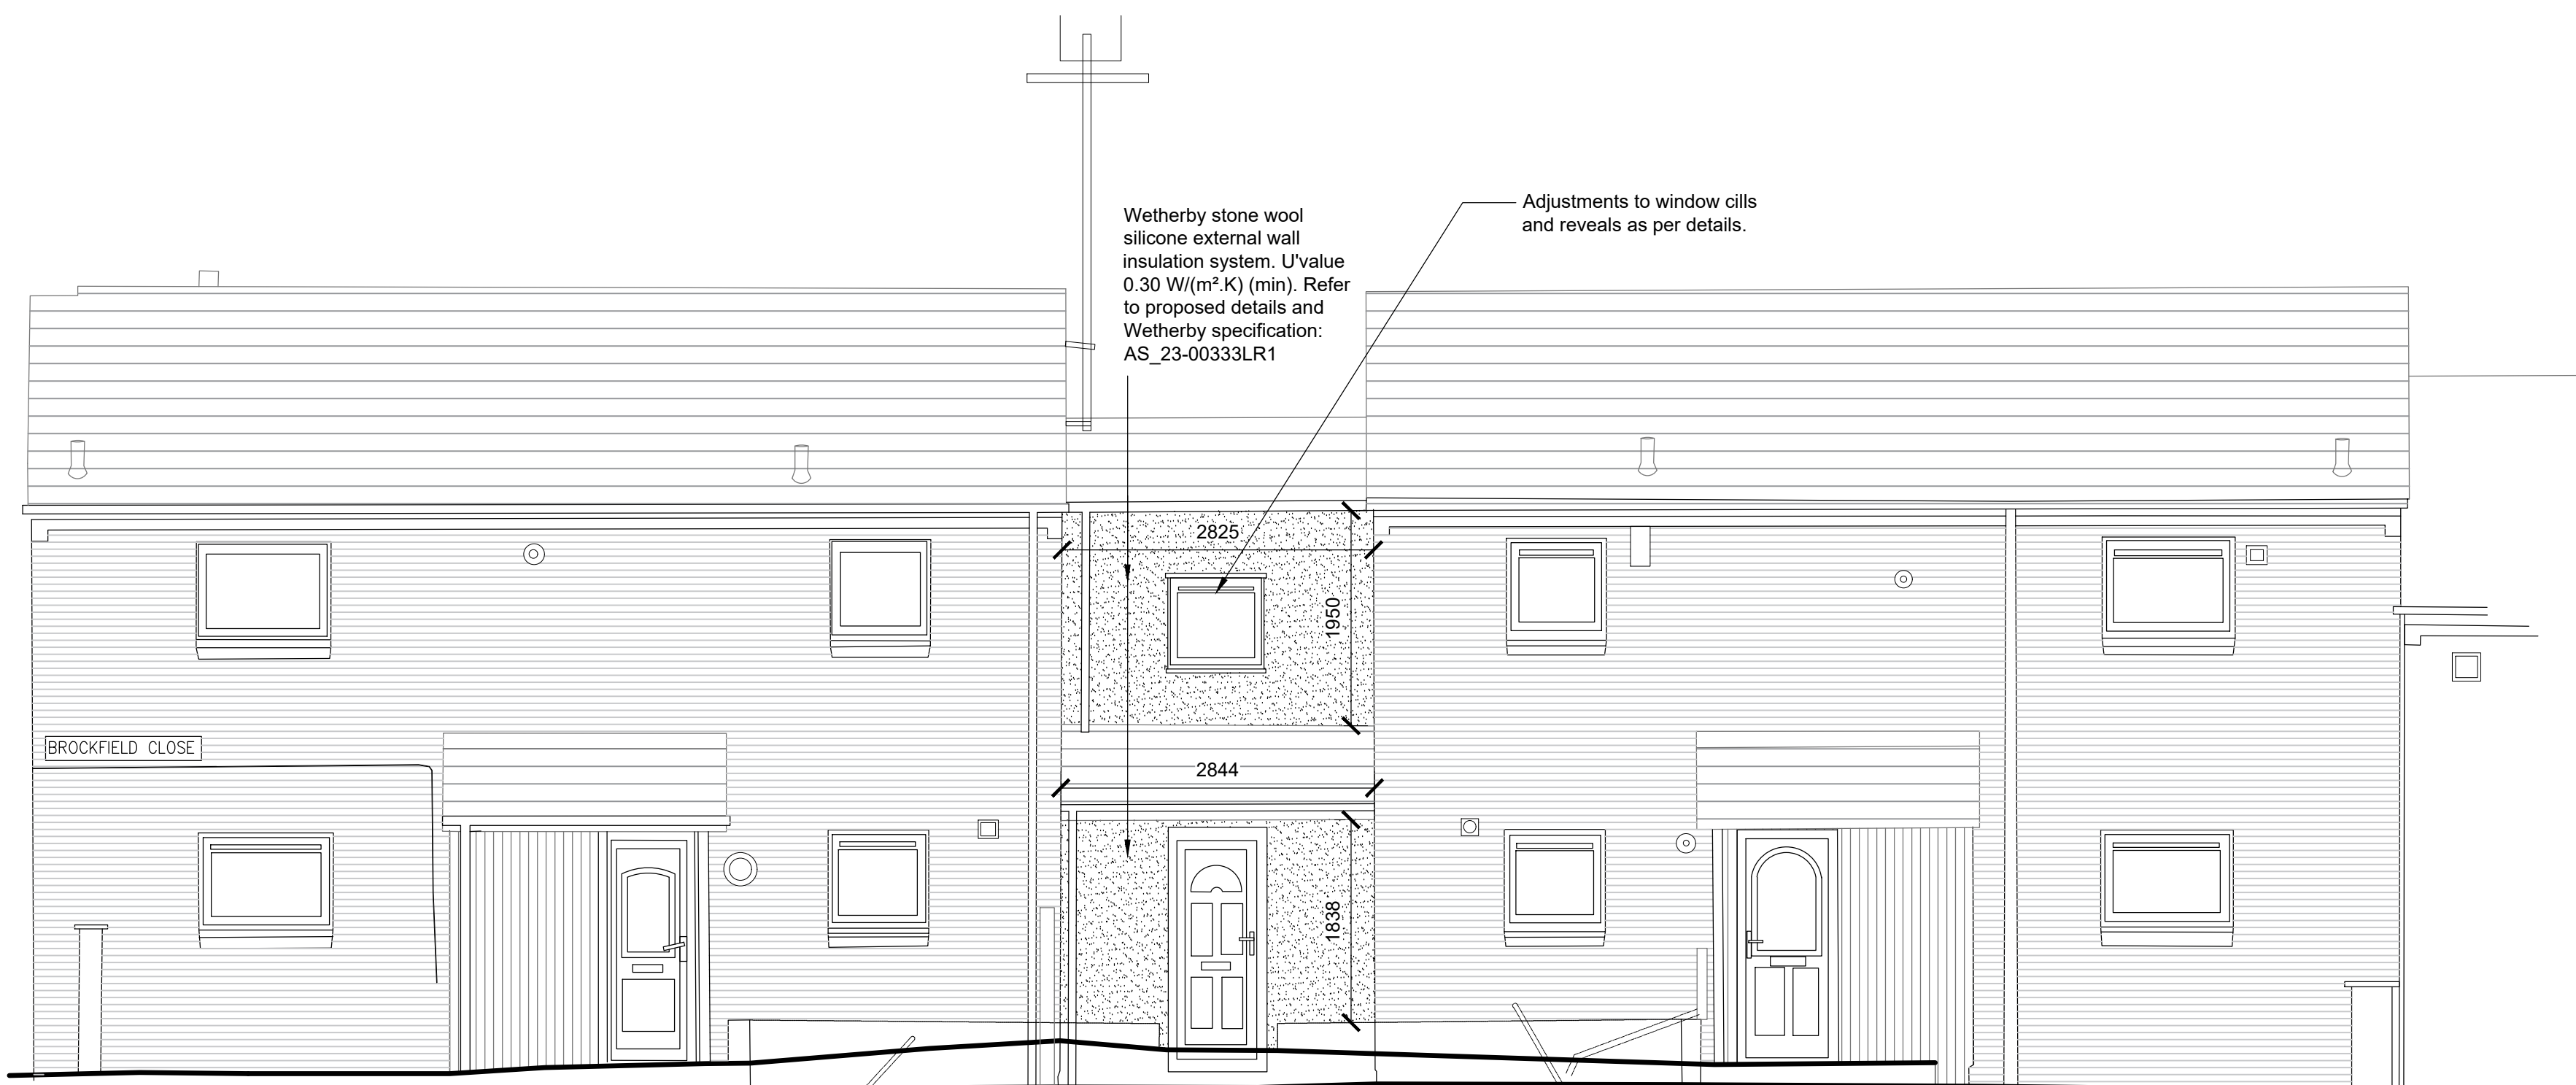 Wetherby stone wool
silicone external wall
insulation system. U'value
0.30 W/(m².K) (min). Refer
to proposed details and
Wetherby specification:
AS_23-00333LR1
Adjustments to window cills
and reveals as per details.
2825
1950
BROCKFIELD CLOSE
2844
1838